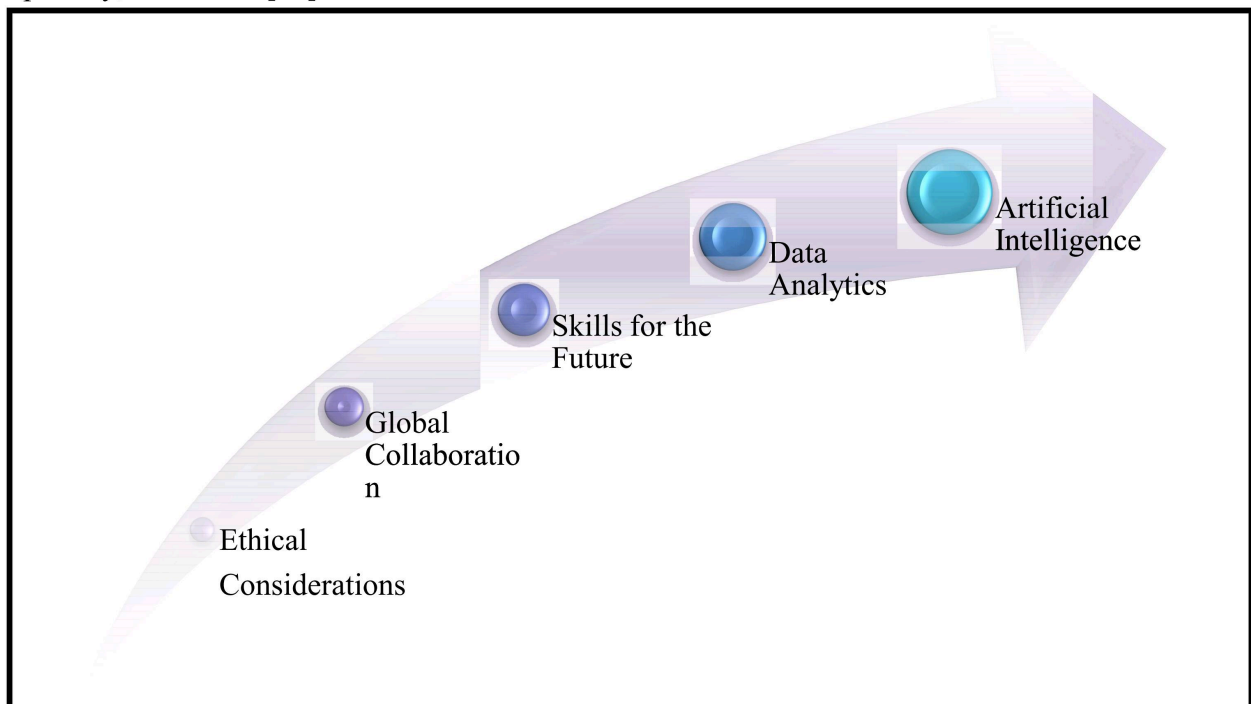 Artificial
Intelligence
Data
Analytics
Skills for the
Future
Global
Collaboratio
n
Ethical
Considerations